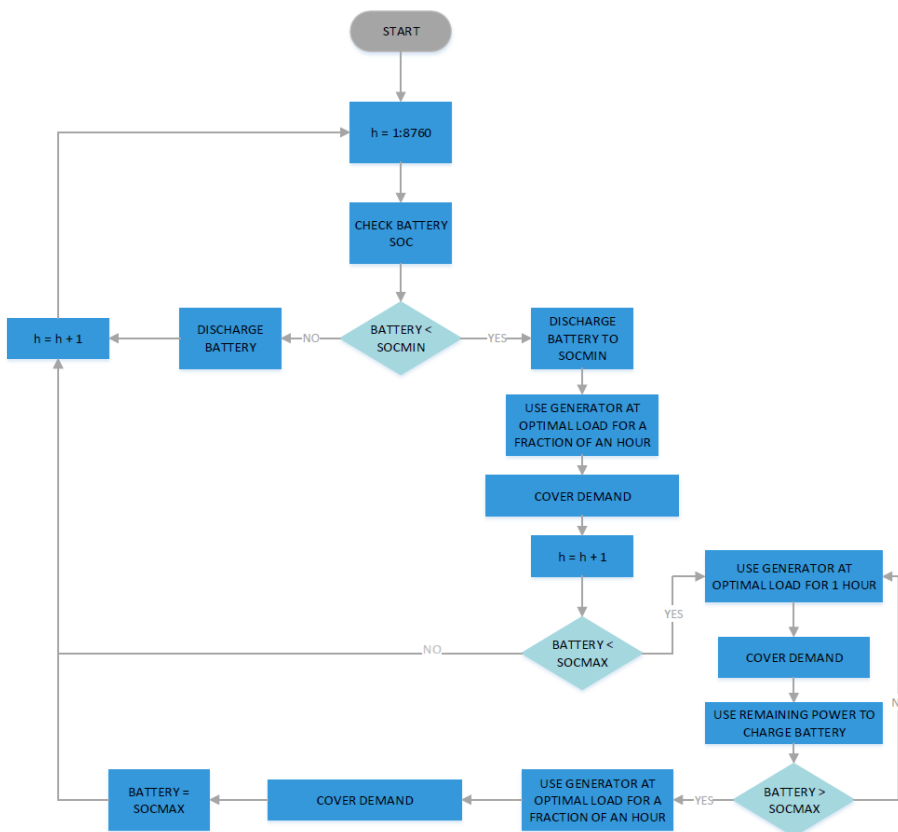 START
h = 1:8760
CHECK BATTERY
SOC
BATTERY <
SOCMIN
NO
DISCHARGE
BATTERY
h = h + 1
YES
DISCHARGE
BATTERY TO
SOCMIN
USE GENERATOR AT
OPTIMAL LOAD FOR A
FRACTION OF AN HOUR
COVER DEMAND
h = h + 1
BATTERY <
SOCMAX
NO
YES
USE GENERATOR AT
OPTIMAL LOAD FOR 1 HOUR
COVER DEMAND
USE REMAINING POWER TO
CHARGE BATTERY
BATTERY >
SOCMAX
YES
USE GENERATOR AT
OPTIMAL LOAD FOR A
FRACTION OF AN HOUR
COVER DEMAND
BATTERY =
SOCMAX